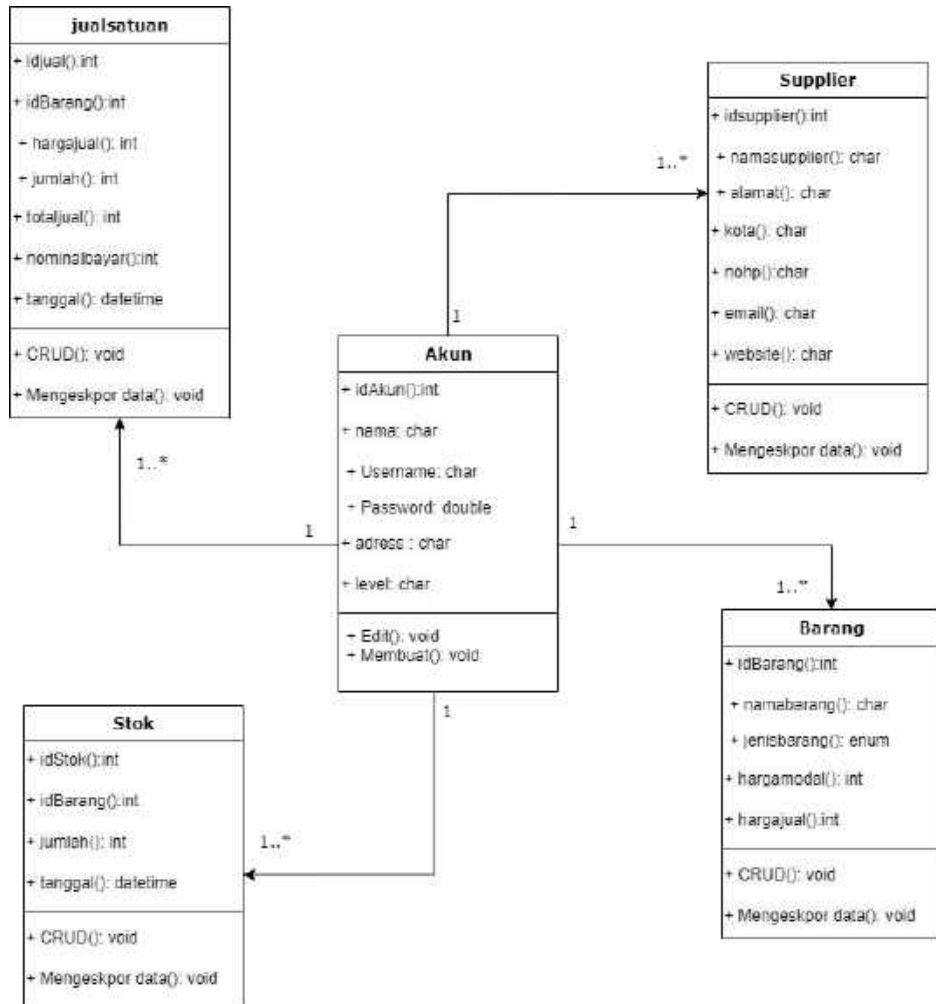 jualsatuan
+ idjual():int
+ idBarang():int
+ hargajual(): int
+ jumlah(): int
+ totaljual(): int
+ nominalbayar():int
+ tanggal(): datetime
+ CRUD(): void
+ Mengeskpor data(): void
1..*
1
Supplier
+ idsupplier():int
+ namasupplier(): char
+ alamat(): char
+ kota(): char
+ nohp():char
+ email(): char
+ website(): char
+ CRUD(): void
+ Mengeskpor data(): void
1..*
1
Akun
+ idAkun():int
+ nama: char
+ Username: char
+ Password: double
+ adress : char
+ level: char
+ Edit(): void
+ Membuat(): void
1
1..*
Barang
+ idBarang():int
+ namabarang(): char
+ jenisbarang(): enum
+ hargamodal(): int
+ hargajual():int
+ CRUD(): void
+ Mengeskpor data(): void
1
1..*
Stok
+ idStok():int
+ idBarang():int
+ jumlah(): int
+ tanggal(): datetime
+ CRUD(): void
+ Mengeskpor data(): void